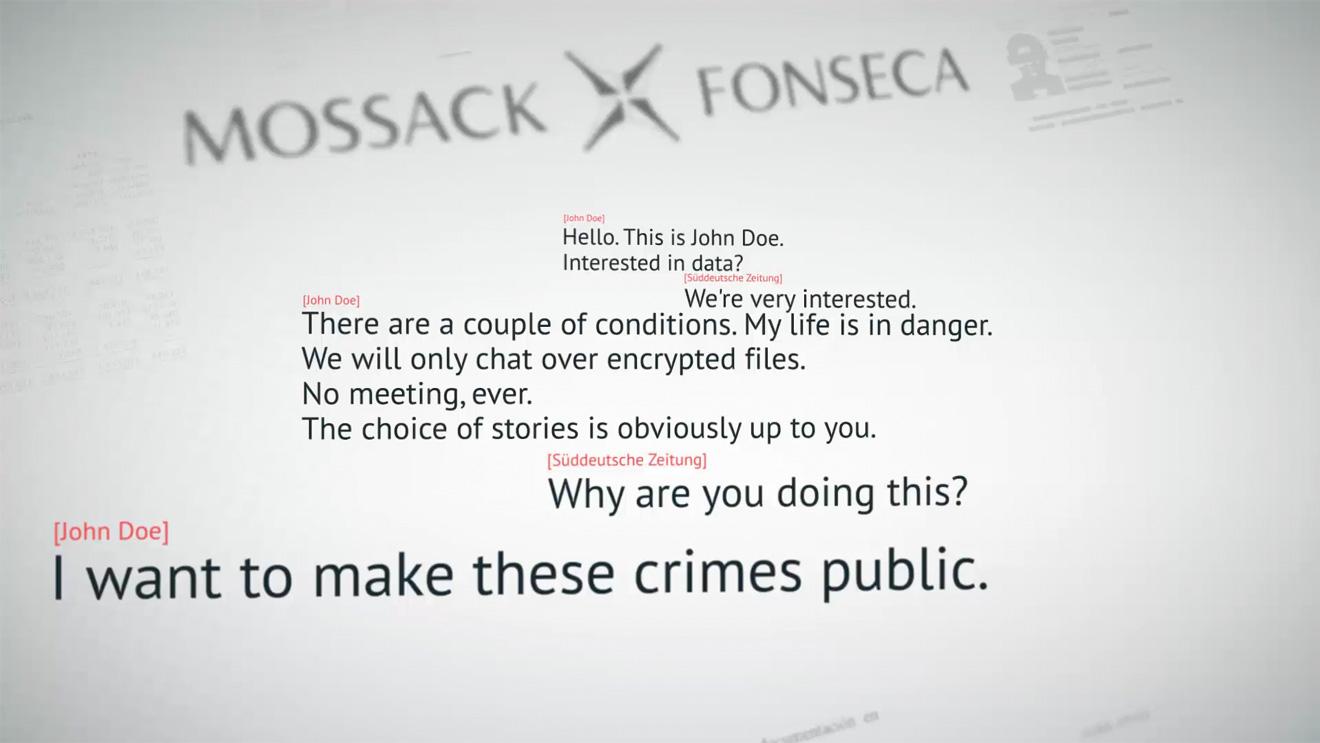 MOSSACK FONSECA
[John Doe]
Hello. This is John Doe.
Interested in data?
[Süddeutsche Zeitung]
We're very interested.
[John Doe]
There are a couple of conditions. My life is in danger.
We will only chat over encrypted files.
No meeting, ever.
The choice of stories is obviously up to you.
[Süddeutsche Zeitung]
Why are you doing this?
[John Doe]
I want to make these crimes public.
en